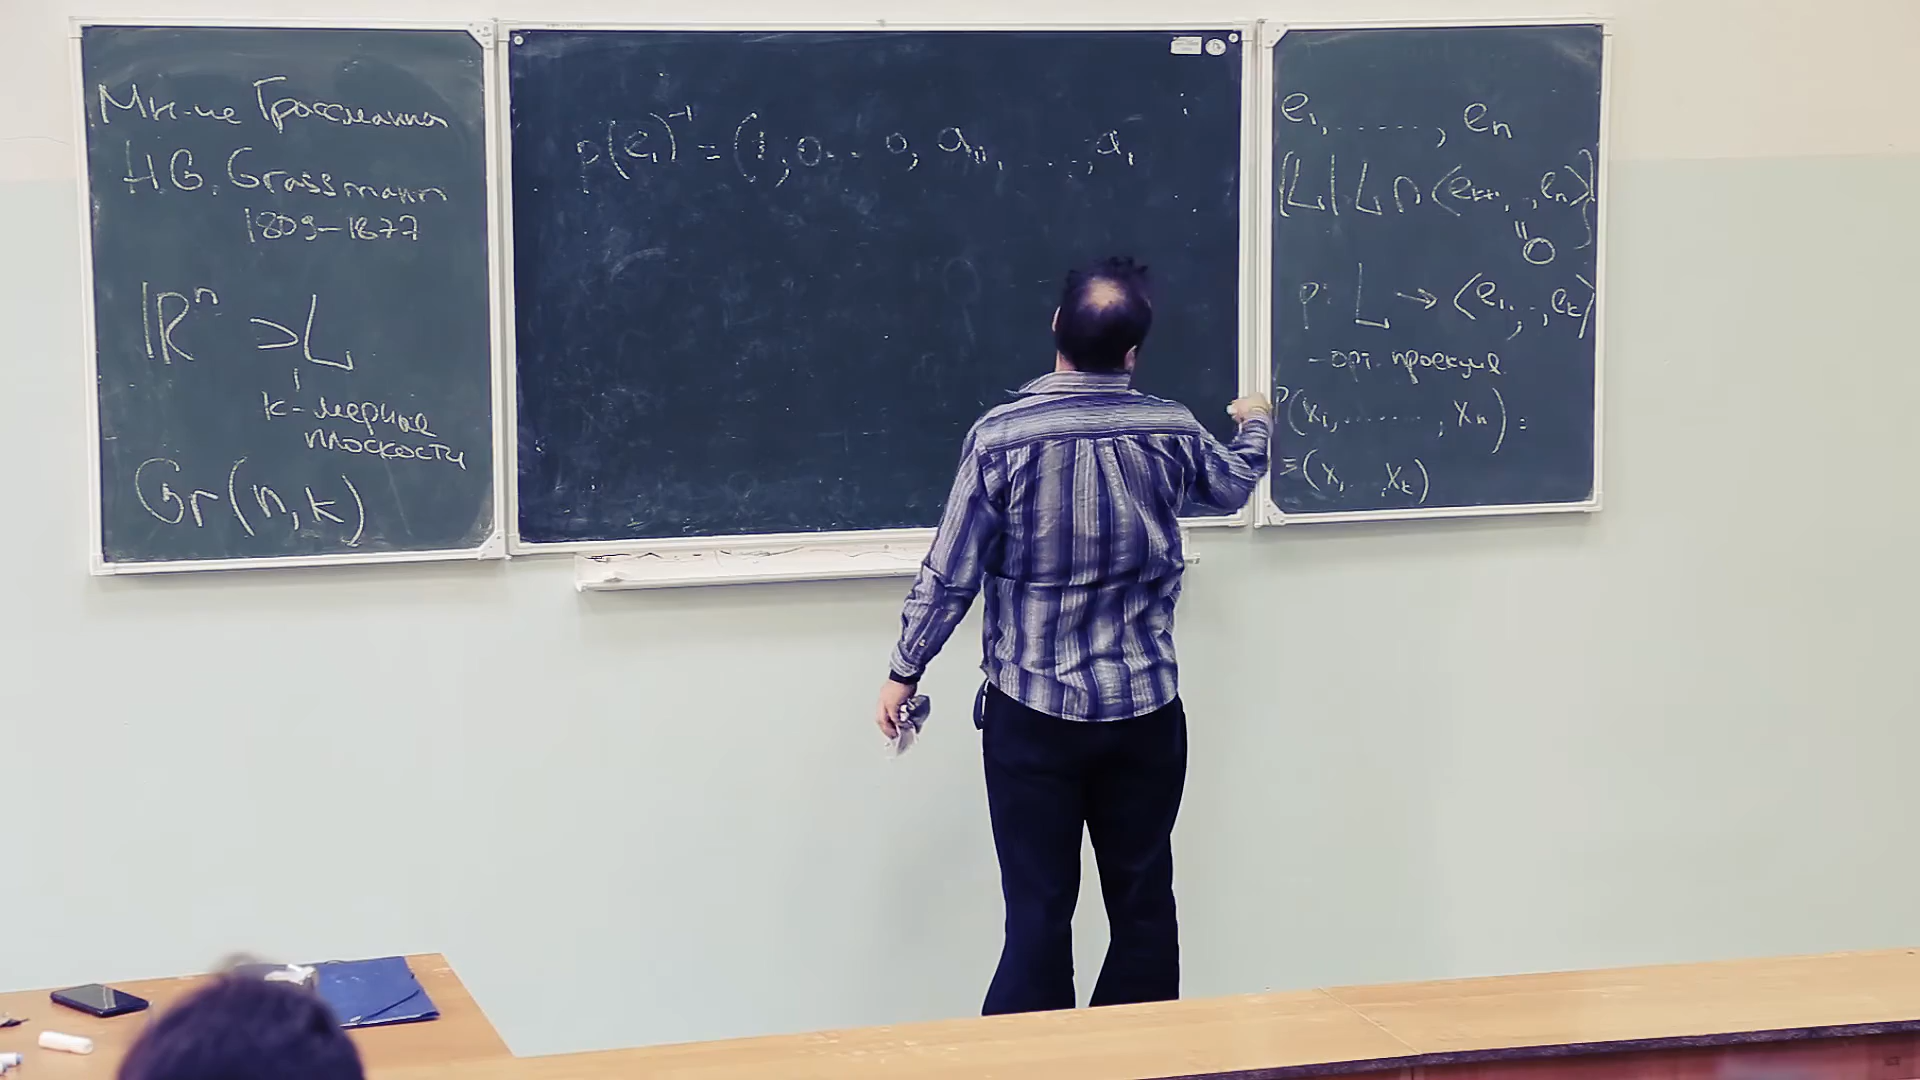 Мн-ие Грассманна
H.G. Grassmann
1809–1877
ℝⁿ ⊃ L
k-мерные
плоскости
Gr(n,k)
p(e₁)⁻¹ = (1, 0... 0, a₁₁, ..., a₁
e₁, ......, eₙ
{L | L ∩ ⟨eₖ₊₁, ., eₙ⟩}
"
0
p: L → ⟨e₁, ., eₖ⟩
– орт. проекция
P(x₁, ......, xₙ) =
= (x₁ .., xₖ)